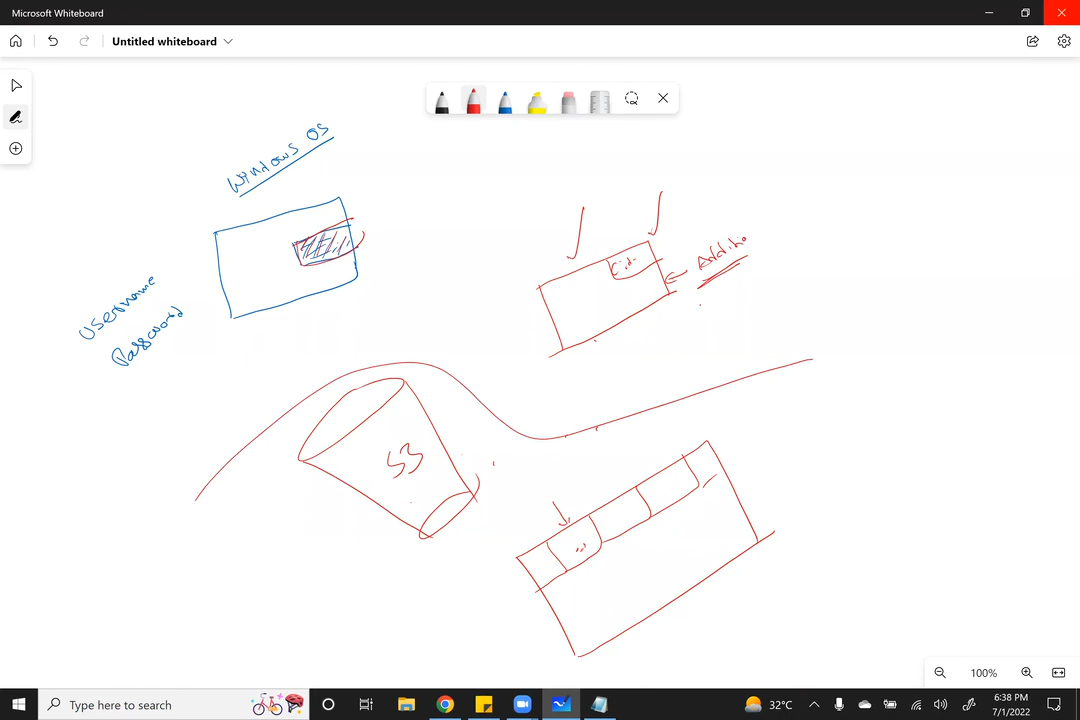 Microsoft Whiteboard
Untitled whiteboard
Windows OS
Username
Password
S3
100%
Type here to search
32°C
6:38 PM
7/1/2022